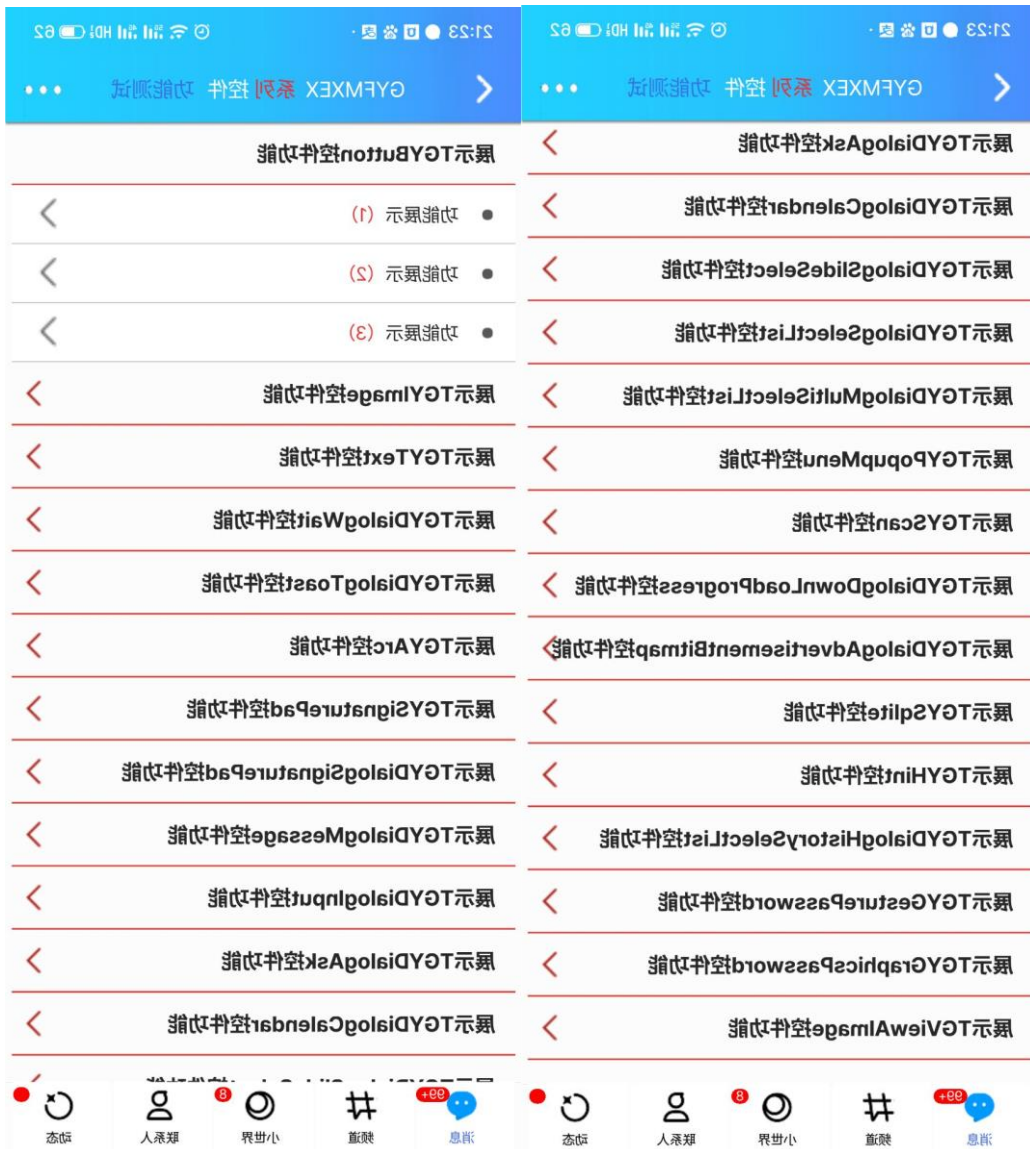 21:23 HD 62
GYFMXEX 系列 控件 功能测试
展示TGYButton控件功能
功能展示（1）
功能展示（2）
功能展示（3）
展示TGYImage控件功能
展示TGYText控件功能
展示TGYDialogWait控件功能
展示TGYDialogToast控件功能
展示TGYArc控件功能
展示TGYSignaturePad控件功能
展示TGYDialogSignaturePad控件功能
展示TGYDialogMessage控件功能
展示TGYDialogInput控件功能
展示TGYDialogAsk控件功能
展示TGYDialogCalendar控件功能
99+ 8
消息 频道 小世界 联系人 动态
21:23 HD 62
GYFMXEX 系列 控件 功能测试
展示TGYDialogAsk控件功能
展示TGYDialogCalendar控件功能
展示TGYDialogSlideSelect控件功能
展示TGYDialogSelectList控件功能
展示TGYDialogMultiSelectList控件功能
展示TGYPopupMenu控件功能
展示TGYScan控件功能
展示TGYDialogDownLoadProgress控件功能
展示TGYDialogAdvertisementBitmap控件功能
展示TGYSqlite控件功能
展示TGYHint控件功能
展示TGYDialogHistorySelectList控件功能
展示TGYGesturePassword控件功能
展示TGYGraphicsPassword控件功能
展示TGViewAImage控件功能
99+ 8
消息 频道 小世界 联系人 动态